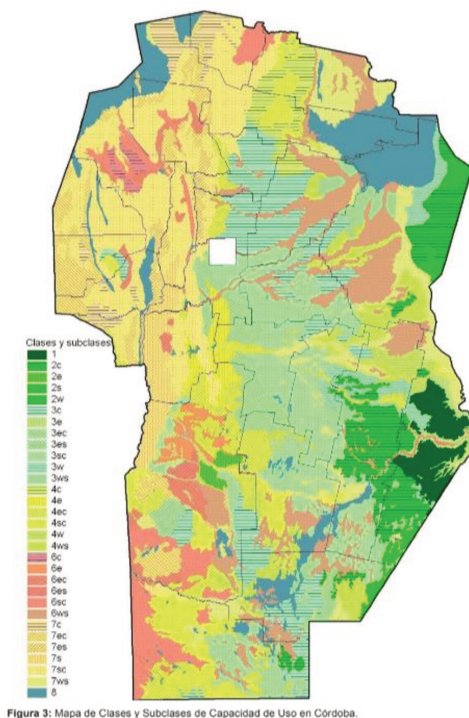 Clases y subclases
1
2c
2e
2s
2w
3c
3e
3ec
3es
3sc
3w
3ws
4c
4e
4ec
4sc
4w
4ws
6c
6e
6ec
6es
6sc
6ws
7c
7ec
7es
7s
7sc
7ws
8
Figura 3: Mapa de Clases y Subclases de Capacidad de Uso en Córdoba.